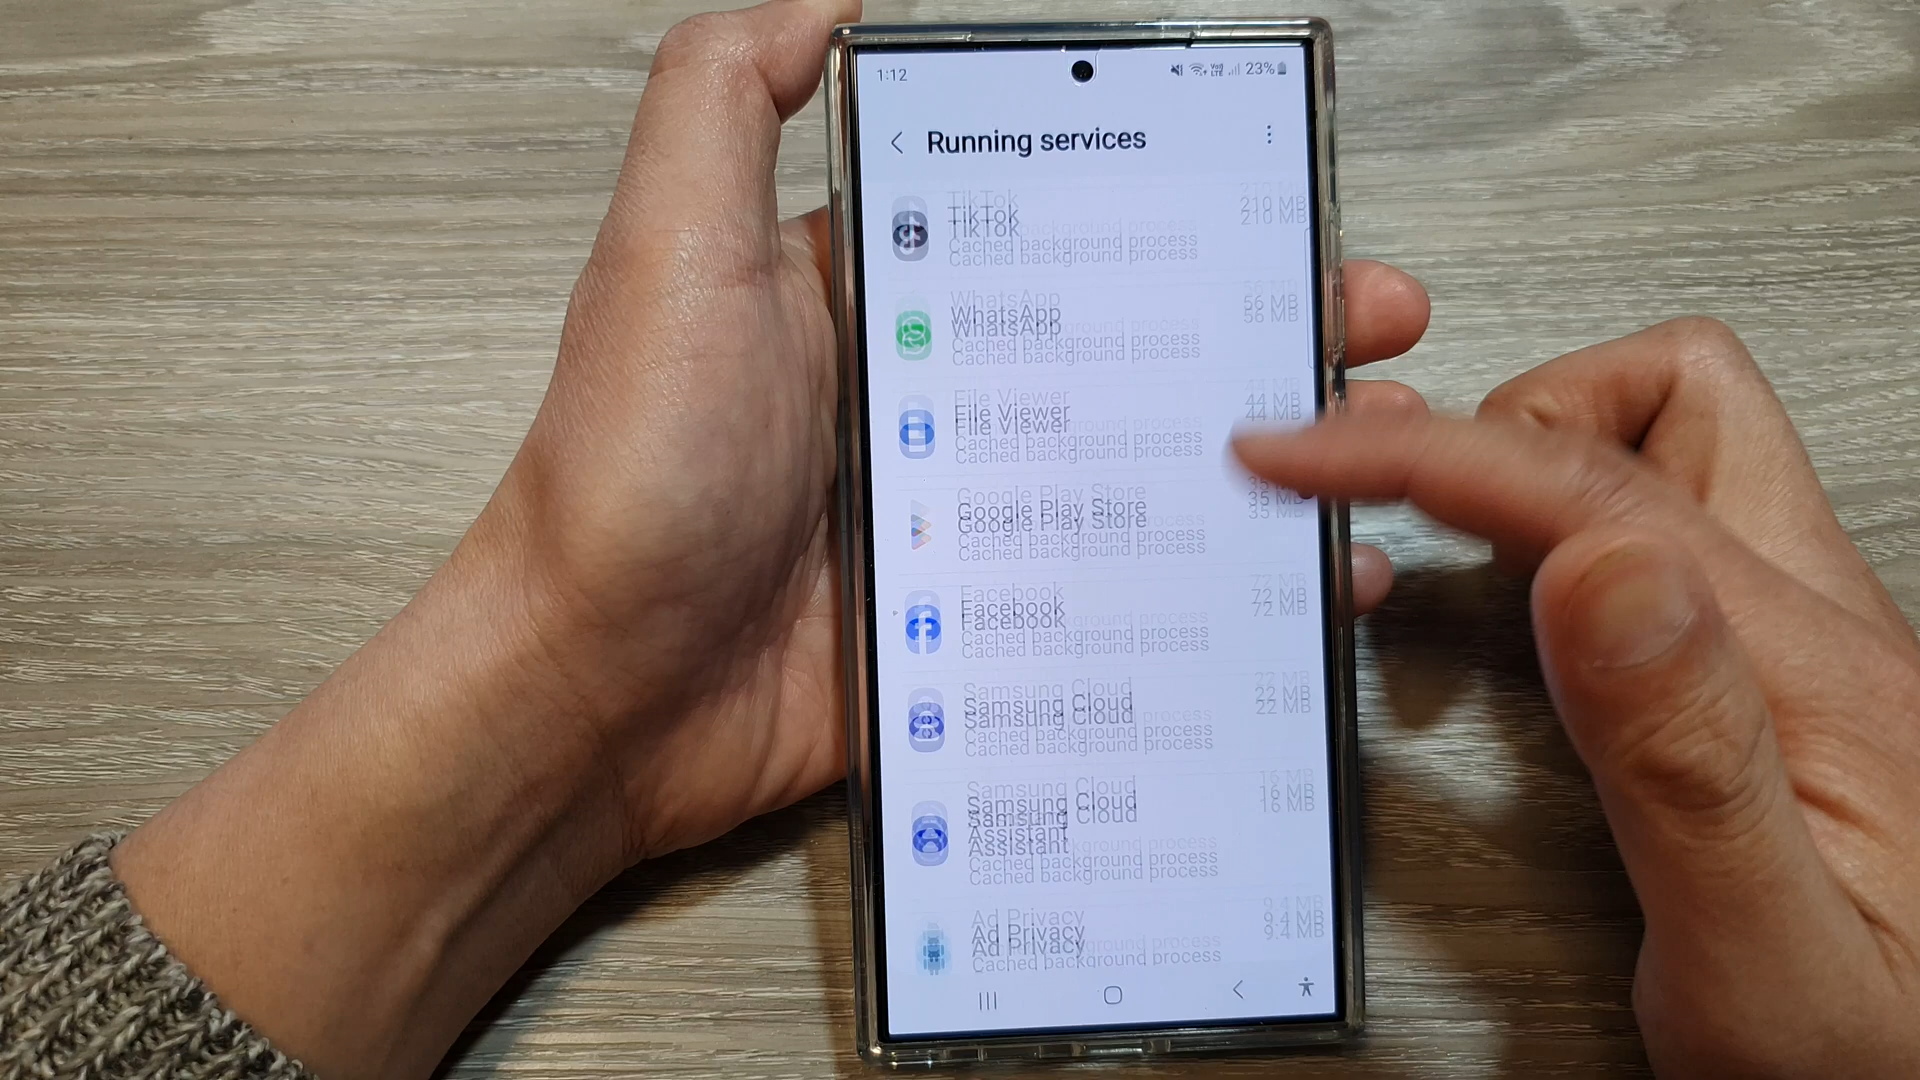 1:12
Vo)) LTE 23%
Running services
TikTok 210 MB
Cached background process
WhatsApp 56 MB
Cached background process
File Viewer 44 MB
Cached background process
Google Play Store 35 MB
Cached background process
Facebook 72 MB
Cached background process
Samsung Cloud 22 MB
Cached background process
Samsung Cloud 16 MB
Assistant
Cached background process
Ad Privacy 9.4 MB
Cached background process